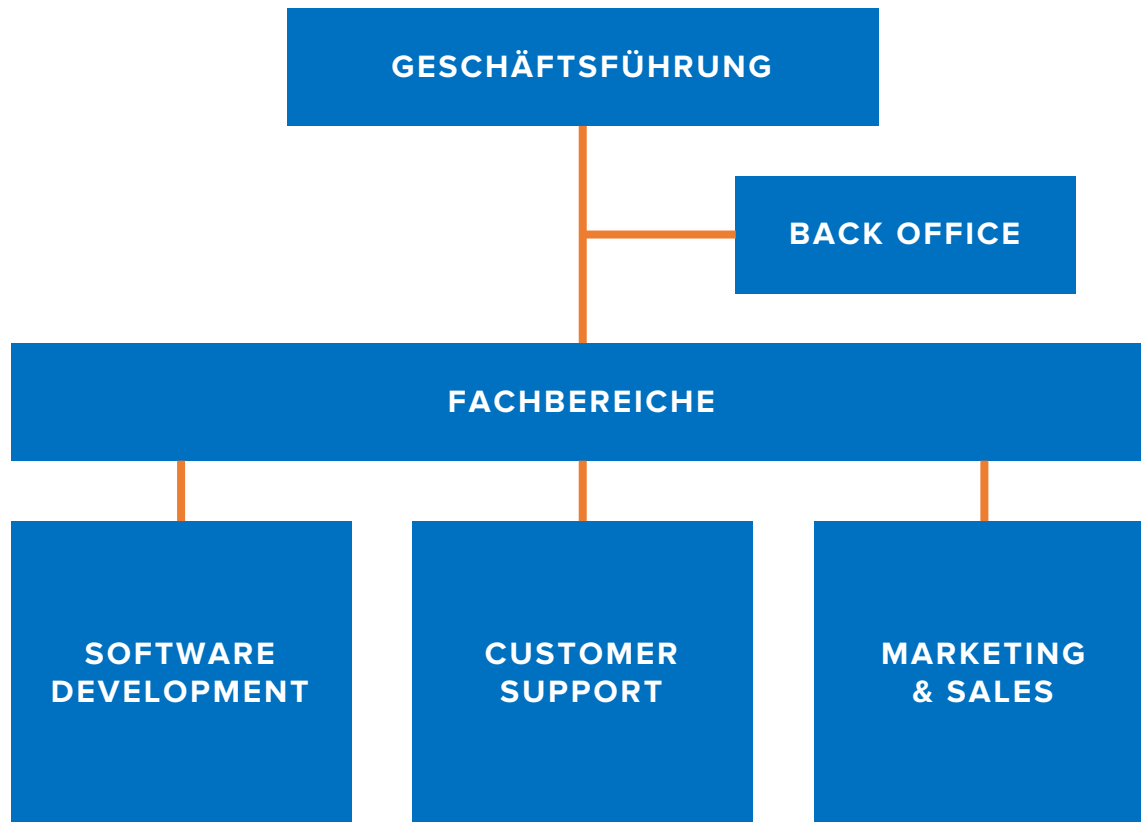 GESCHÄFTSFÜHRUNG
BACK OFFICE
FACHBEREICHE
SOFTWARE
DEVELOPMENT
CUSTOMER
SUPPORT
MARKETING
& SALES